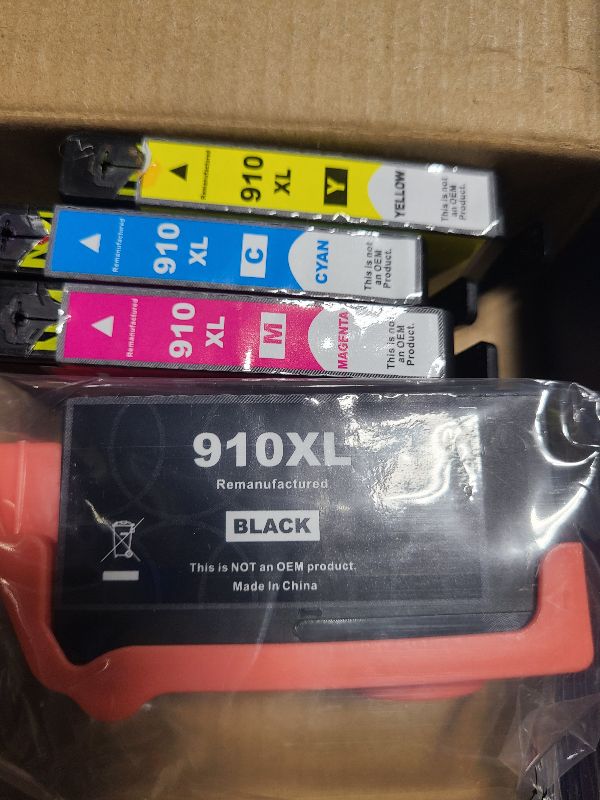 Remanufactured
910
XL
Y
YELLOW
This is not
an OEM
Product.
Remanufactured
910
XL
C
CYAN
This is not
an OEM
Product.
Remanufactured
910
XL
M
MAGENTA
This is not
an OEM
Product.
910XL
Remanufactured
BLACK
This is NOT an OEM product.
Made In China